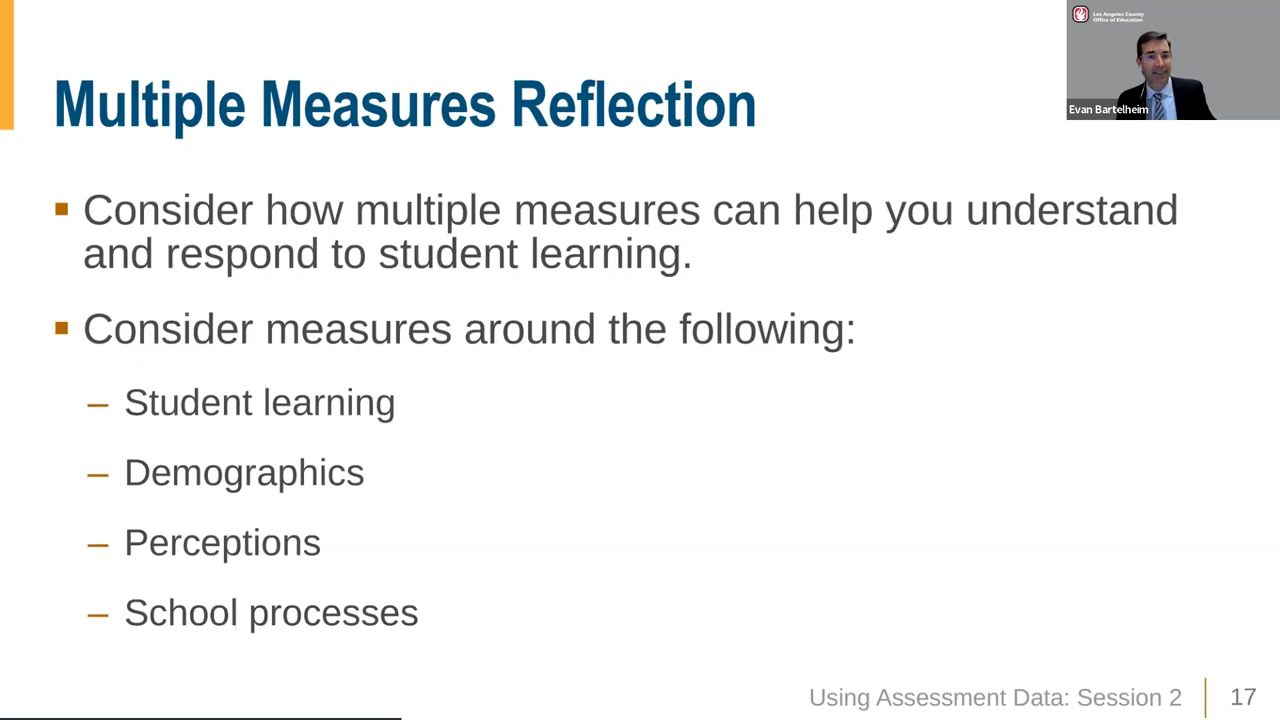 Los Angeles County
Office of Education
Evan Bartelheim
Multiple Measures Reflection
▪ Consider how multiple measures can help you understand
and respond to student learning.
▪ Consider measures around the following:
– Student learning
– Demographics
– Perceptions
– School processes
Using Assessment Data: Session 2
17